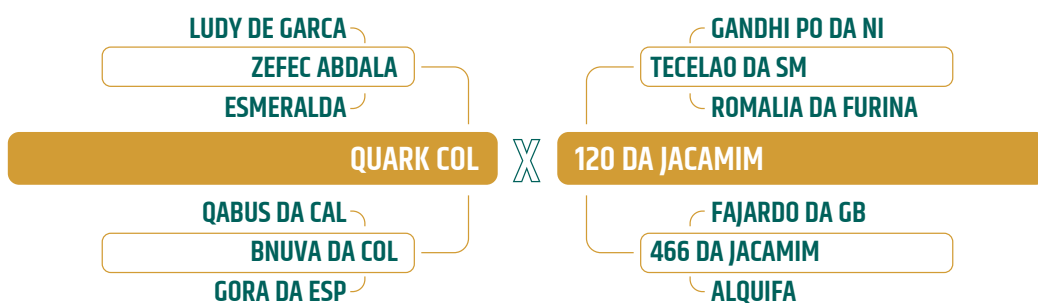 LUDY DE GARCA
ZEFEC ABDALA
ESMERALDA
QUARK COL
QABUS DA CAL
BNUVA DA COL
GORA DA ESP
X
GANDHI PO DA NI
TECELAO DA SM
ROMALIA DA FURINA
120 DA JACAMIM
FAJARDO DA GB
466 DA JACAMIM
ALQUIFA